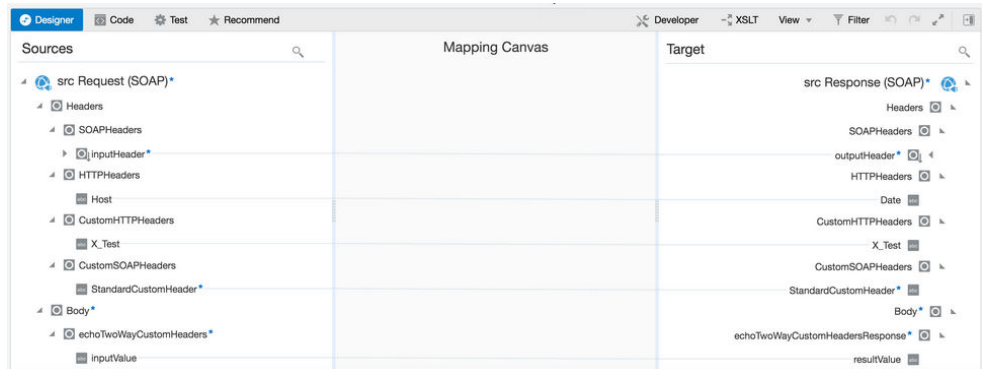 Designer Code Test Recommend Developer XSLT View Filter
Sources Mapping Canvas Target
src Request (SOAP)* src Response (SOAP)*
Headers Headers
SOAPHeaders SOAPHeaders
inputHeader* outputHeader*
HTTPHeaders HTTPHeaders
Host Date
CustomHTTPHeaders CustomHTTPHeaders
X_Test X_Test
CustomSOAPHeaders CustomSOAPHeaders
StandardCustomHeader* StandardCustomHeader*
Body* Body*
echoTwoWayCustomHeaders* echoTwoWayCustomHeadersResponse*
inputValue resultValue